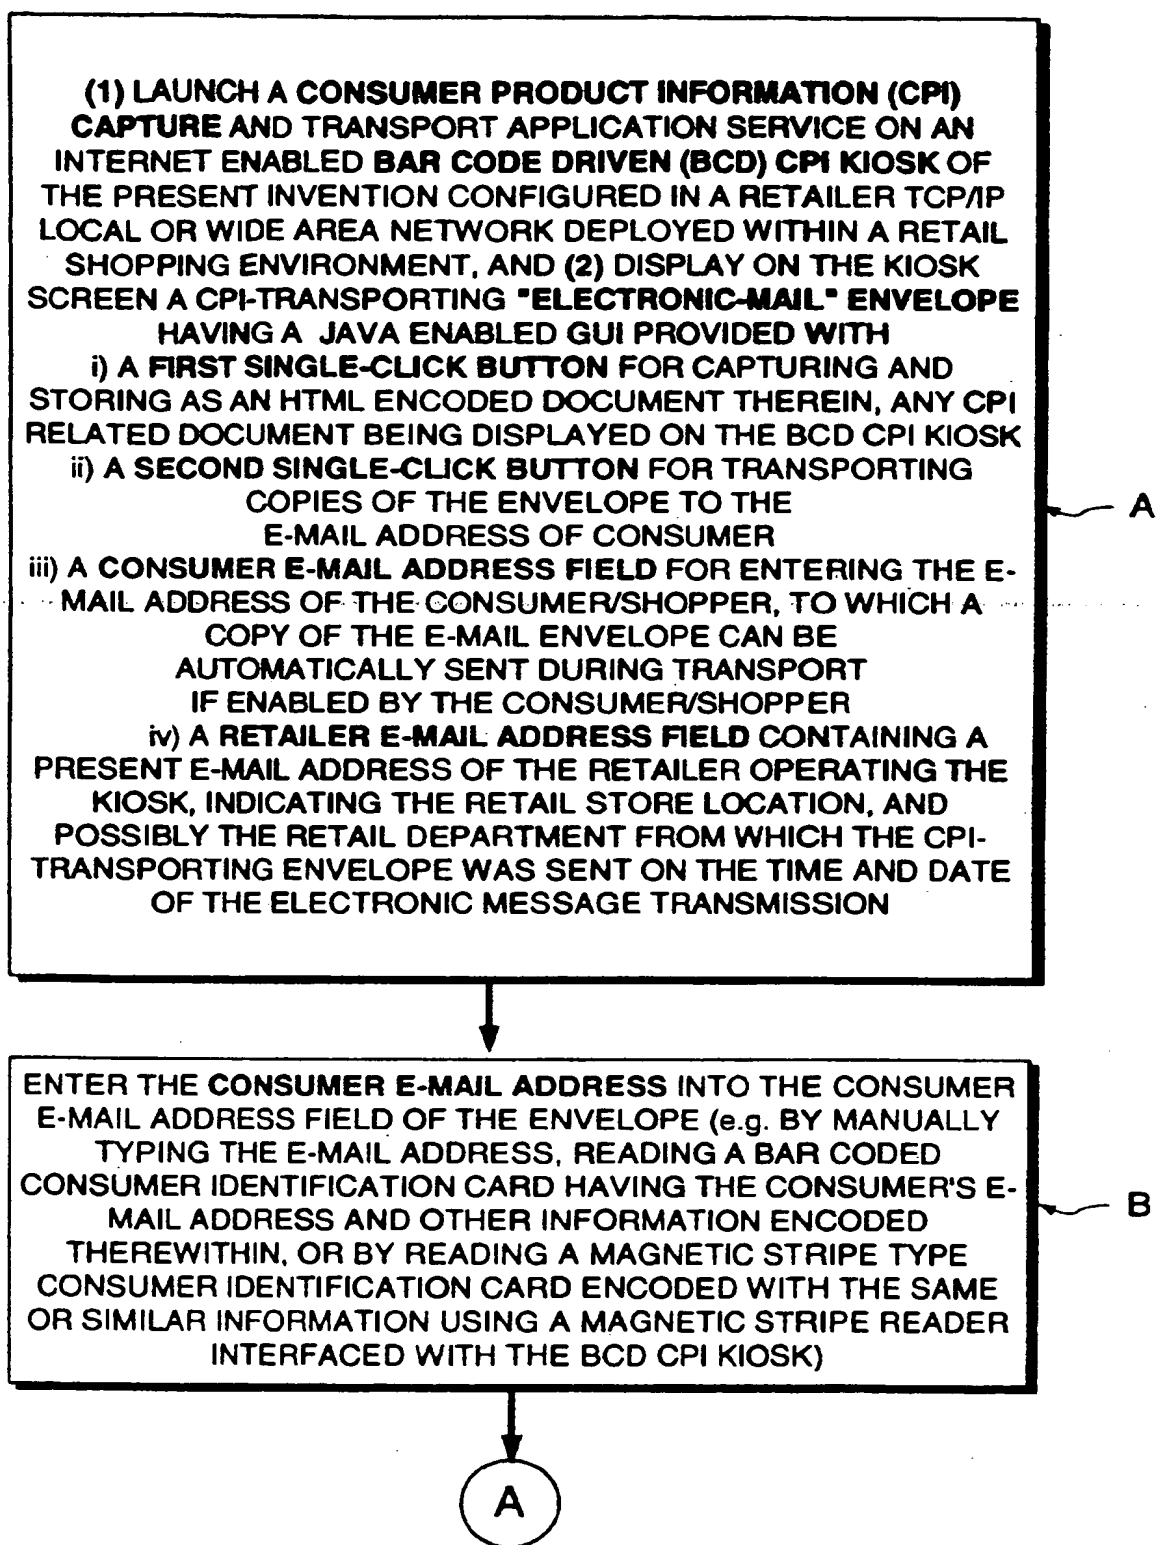 (1) LAUNCH A CONSUMER PRODUCT INFORMATION (CPI)
CAPTURE AND TRANSPORT APPLICATION SERVICE ON AN
INTERNET ENABLED BAR CODE DRIVEN (BCD) CPI KIOSK OF
THE PRESENT INVENTION CONFIGURED IN A RETAILER TCP/IP
LOCAL OR WIDE AREA NETWORK DEPLOYED WITHIN A RETAIL
SHOPPING ENVIRONMENT, AND (2) DISPLAY ON THE KIOSK
SCREEN A CPI-TRANSPORTING "ELECTRONIC-MAIL" ENVELOPE
HAVING A JAVA ENABLED GUI PROVIDED WITH
i) A FIRST SINGLE-CLICK BUTTON FOR CAPTURING AND
STORING AS AN HTML ENCODED DOCUMENT THEREIN, ANY CPI
RELATED DOCUMENT BEING DISPLAYED ON THE BCD CPI KIOSK
ii) A SECOND SINGLE-CLICK BUTTON FOR TRANSPORTING
COPIES OF THE ENVELOPE TO THE
E-MAIL ADDRESS OF CONSUMER
iii) A CONSUMER E-MAIL ADDRESS FIELD FOR ENTERING THE E-
MAIL ADDRESS OF THE CONSUMER/SHOPPER, TO WHICH A
COPY OF THE E-MAIL ENVELOPE CAN BE
AUTOMATICALLY SENT DURING TRANSPORT
IF ENABLED BY THE CONSUMER/SHOPPER
iv) A RETAILER E-MAIL ADDRESS FIELD CONTAINING A
PRESENT E-MAIL ADDRESS OF THE RETAILER OPERATING THE
KIOSK, INDICATING THE RETAIL STORE LOCATION, AND
POSSIBLY THE RETAIL DEPARTMENT FROM WHICH THE CPI-
TRANSPORTING ENVELOPE WAS SENT ON THE TIME AND DATE
OF THE ELECTRONIC MESSAGE TRANSMISSION
A
ENTER THE CONSUMER E-MAIL ADDRESS INTO THE CONSUMER
E-MAIL ADDRESS FIELD OF THE ENVELOPE (e.g. BY MANUALLY
TYPING THE E-MAIL ADDRESS, READING A BAR CODED
CONSUMER IDENTIFICATION CARD HAVING THE CONSUMER'S E-
MAIL ADDRESS AND OTHER INFORMATION ENCODED
THEREWITHIN, OR BY READING A MAGNETIC STRIPE TYPE
CONSUMER IDENTIFICATION CARD ENCODED WITH THE SAME
OR SIMILAR INFORMATION USING A MAGNETIC STRIPE READER
INTERFACED WITH THE BCD CPI KIOSK)
B
A